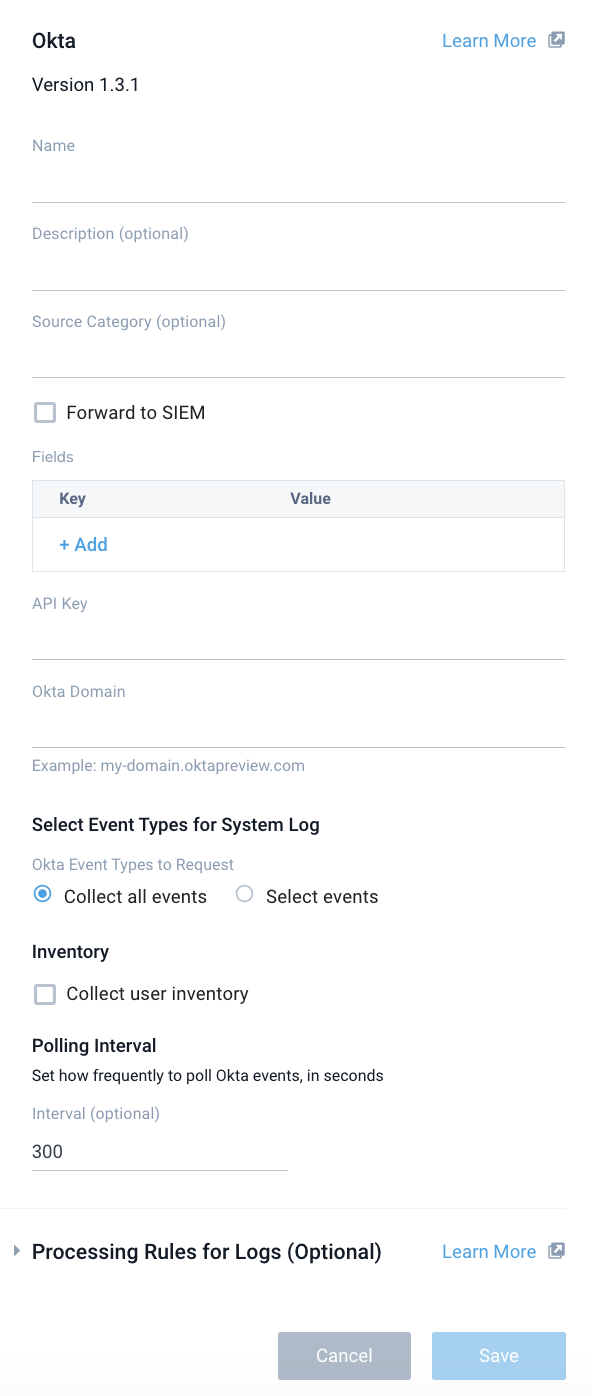 Okta Learn More
Version 1.3.1
Name
Description (optional)
Source Category (optional)
Forward to SIEM
Fields
Key Value
+ Add
API Key
Okta Domain
Example: my-domain.oktapreview.com
Select Event Types for System Log
Okta Event Types to Request
Collect all events Select events
Inventory
Collect user inventory
Polling Interval
Set how frequently to poll Okta events, in seconds
Interval (optional)
300
Processing Rules for Logs (Optional) Learn More
Cancel Save